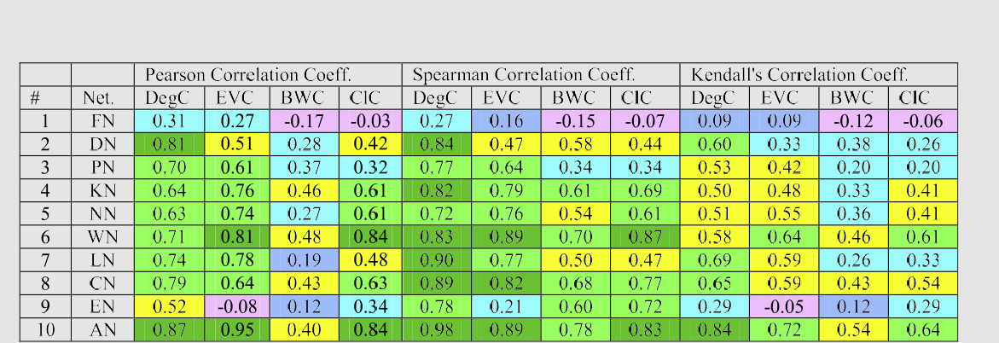 Pearson Correlation Coeff. Spearman Correlation Coeff. Kendall's Correlation Coeff.
# Net. DegC EVC BWC ClC DegC EVC BWC ClC DegC EVC BWC ClC
1 FN 0.31 0.27 -0.17 -0.03 0.27 0.16 -0.15 -0.07 0.09 0.09 -0.12 -0.06
2 DN 0.81 0.51 0.28 0.42 0.84 0.47 0.58 0.44 0.60 0.33 0.38 0.26
3 PN 0.70 0.61 0.37 0.32 0.77 0.64 0.34 0.34 0.53 0.42 0.20 0.20
4 KN 0.64 0.76 0.46 0.61 0.82 0.79 0.61 0.69 0.50 0.48 0.33 0.41
5 NN 0.63 0.74 0.27 0.61 0.72 0.76 0.54 0.61 0.51 0.55 0.36 0.41
6 WN 0.71 0.81 0.48 0.84 0.83 0.89 0.70 0.87 0.58 0.64 0.46 0.61
7 LN 0.74 0.78 0.19 0.48 0.90 0.77 0.50 0.47 0.69 0.59 0.26 0.33
8 CN 0.79 0.64 0.43 0.63 0.89 0.82 0.68 0.77 0.65 0.59 0.43 0.54
9 EN 0.52 -0.08 0.12 0.34 0.78 0.21 0.60 0.72 0.29 -0.05 0.12 0.29
10 AN 0.87 0.95 0.40 0.84 0.98 0.89 0.78 0.83 0.84 0.72 0.54 0.64